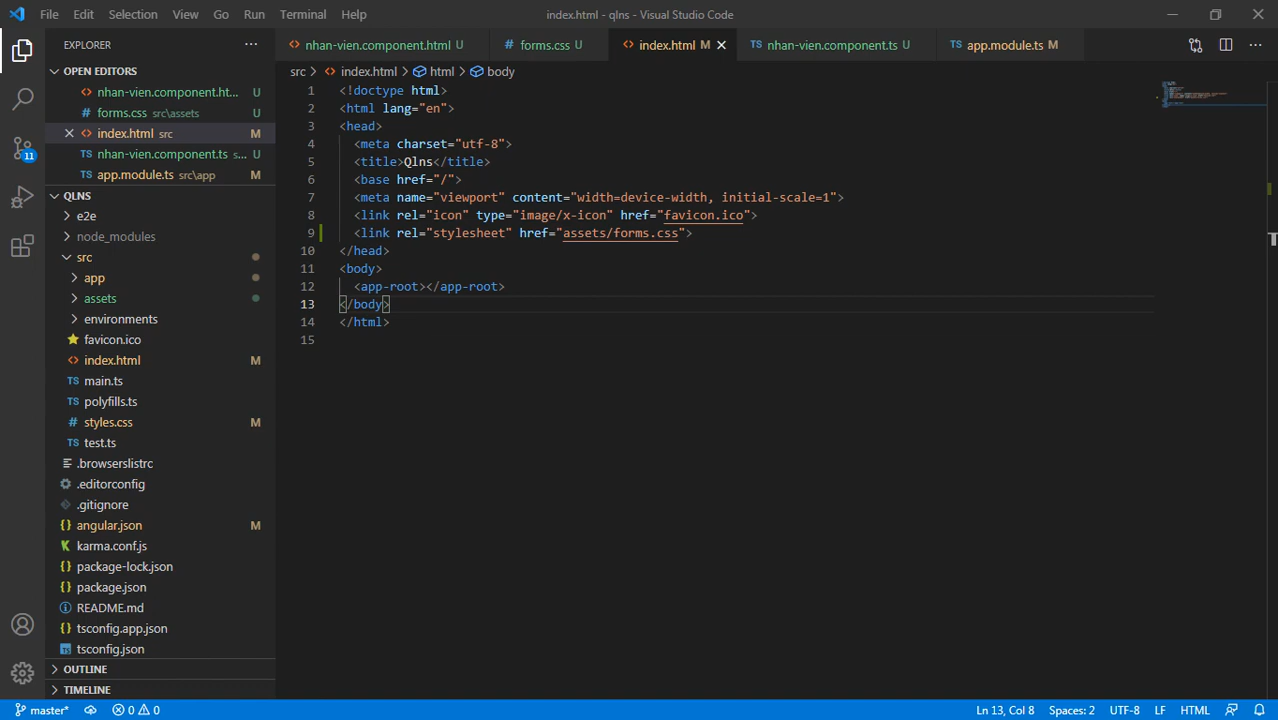 File Edit Selection View Go Run Terminal Help
index.html - qlns - Visual Studio Code
EXPLORER
OPEN EDITORS
nhan-vien.component.ht... U
forms.css src\assets U
index.html src M
nhan-vien.component.ts s... U
app.module.ts src\app M
QLNS
e2e
node_modules
src
app
assets
environments
favicon.ico
index.html M
main.ts
polyfills.ts
styles.css M
test.ts
.browserslistrc
.editorconfig
.gitignore
angular.json M
karma.conf.js
package-lock.json
package.json
README.md
tsconfig.app.json
tsconfig.json
OUTLINE
TIMELINE
11
nhan-vien.component.html U
forms.css U
index.html M
nhan-vien.component.ts U
app.module.ts M
src > index.html > html > body
1 <!doctype html>
2 <html lang="en">
3 <head>
4 <meta charset="utf-8">
5 <title>Qlns</title>
6 <base href="/">
7 <meta name="viewport" content="width=device-width, initial-scale=1">
8 <link rel="icon" type="image/x-icon" href="favicon.ico">
9 <link rel="stylesheet" href="assets/forms.css">
10 </head>
11 <body>
12 <app-root></app-root>
13 </body>
14 </html>
15
master* 0 0
Ln 13, Col 8 Spaces: 2 UTF-8 LF HTML